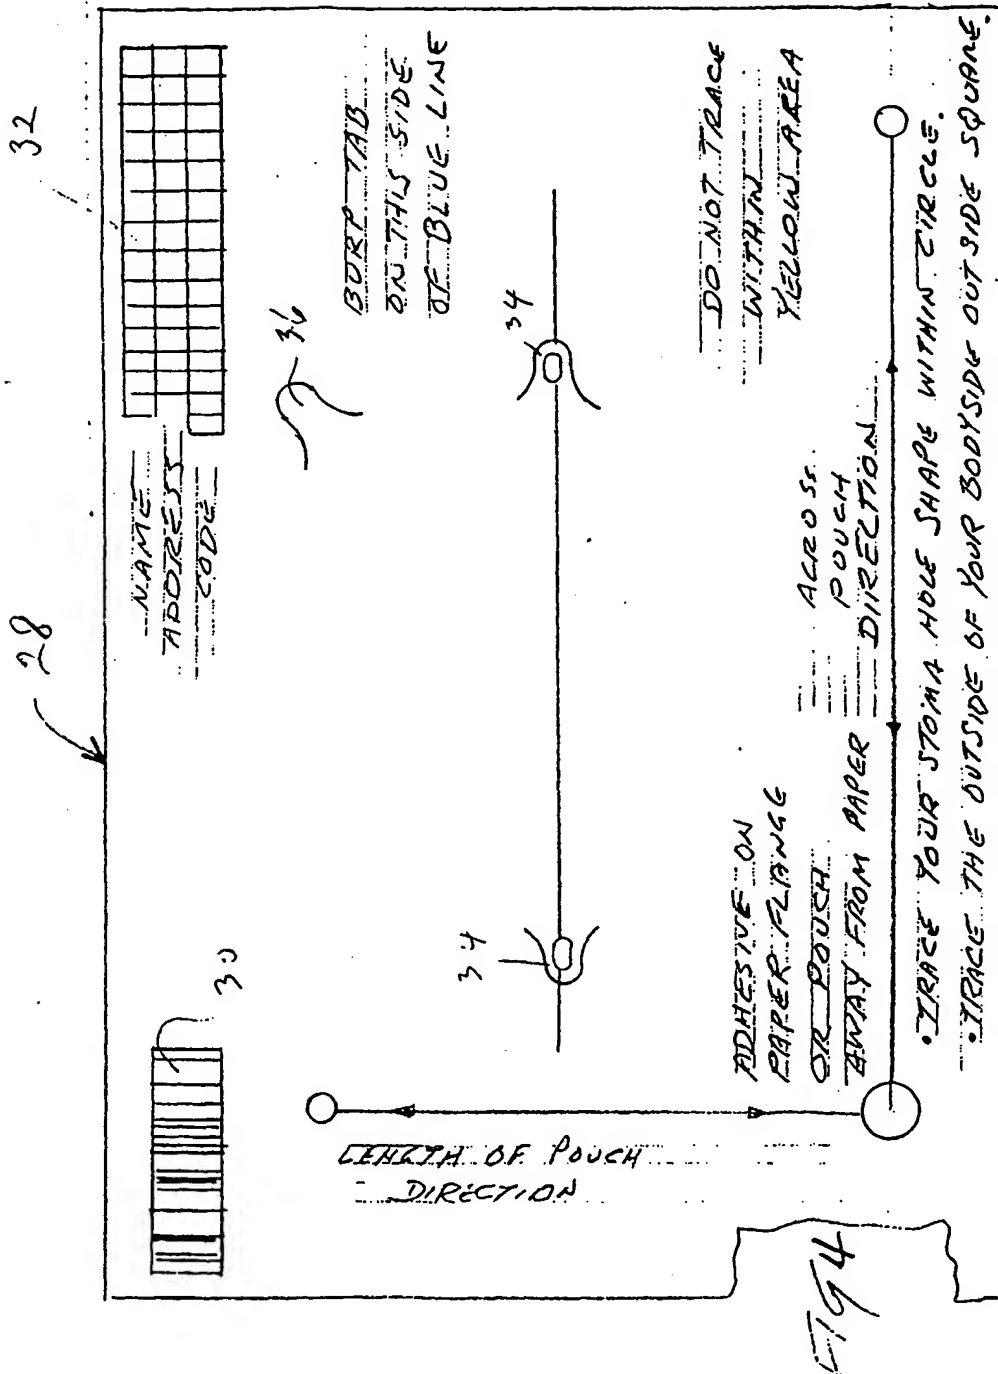 28
32
30
NAME
ADDRESS
CODE
36
BURP TAB
ON THIS SIDE
OF BLUE LINE
34
34
LENGTH OF POUCH
DIRECTION
ADHESIVE ON
PAPER FLANGE
OR POUCH
AWAY FROM PAPER
ACROSS
POUCH
DIRECTION
DO NOT TRACE
WITHIN
YELLOW AREA
•TRACE YOUR STOMA HOLE SHAPE WITHIN CIRCLE.
•TRACE THE OUTSIDE OF YOUR BODYSIDE OUTSIDE SQUARE.
FIG 4